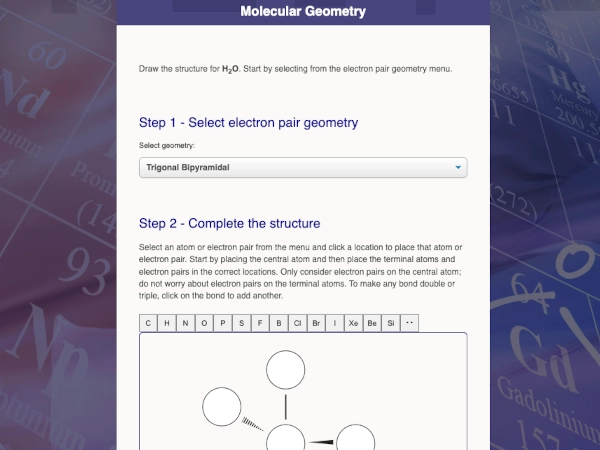 Molecular Geometry
Draw the structure for H₂O. Start by selecting from the electron pair geometry menu.
Step 1 - Select electron pair geometry
Select geometry:
Trigonal Bipyramidal
Step 2 - Complete the structure
Select an atom or electron pair from the menu and click a location to place that atom or
electron pair. Start by placing the central atom and then place the terminal atoms and
electron pairs in the correct locations. Only consider electron pairs on the central atom;
do not worry about electron pairs on the terminal atoms. To make any bond double or
triple, click on the bond to add another.
C H N O P S F B Cl Br I Xe Be Si ··
60
Nd
Prom
(14
93
Np
Hg
200.5
11
(272)
64
Gd
Gadolinium
157